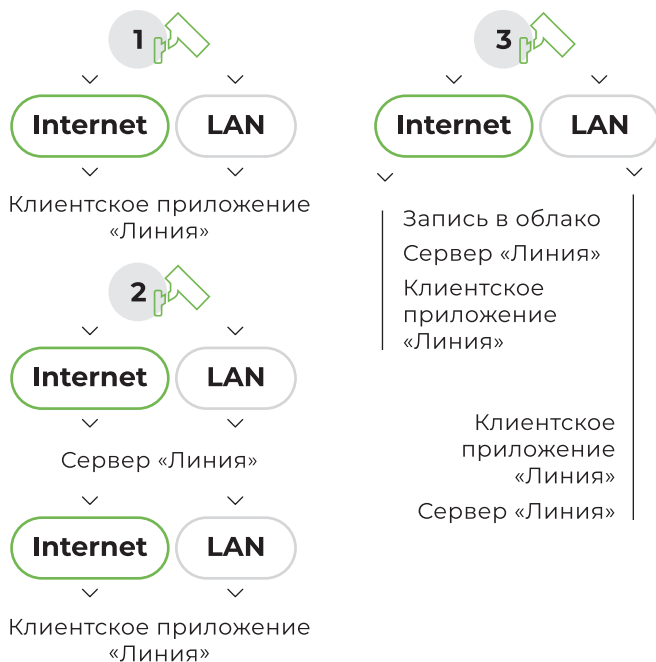 1
Internet
LAN
Клиентское приложение
«Линия»
2
Internet
LAN
Сервер «Линия»
Internet
LAN
Клиентское приложение
«Линия»
3
Internet
LAN
Запись в облако
Сервер «Линия»
Клиентское
приложение
«Линия»
Клиентское
приложение
«Линия»
Сервер «Линия»